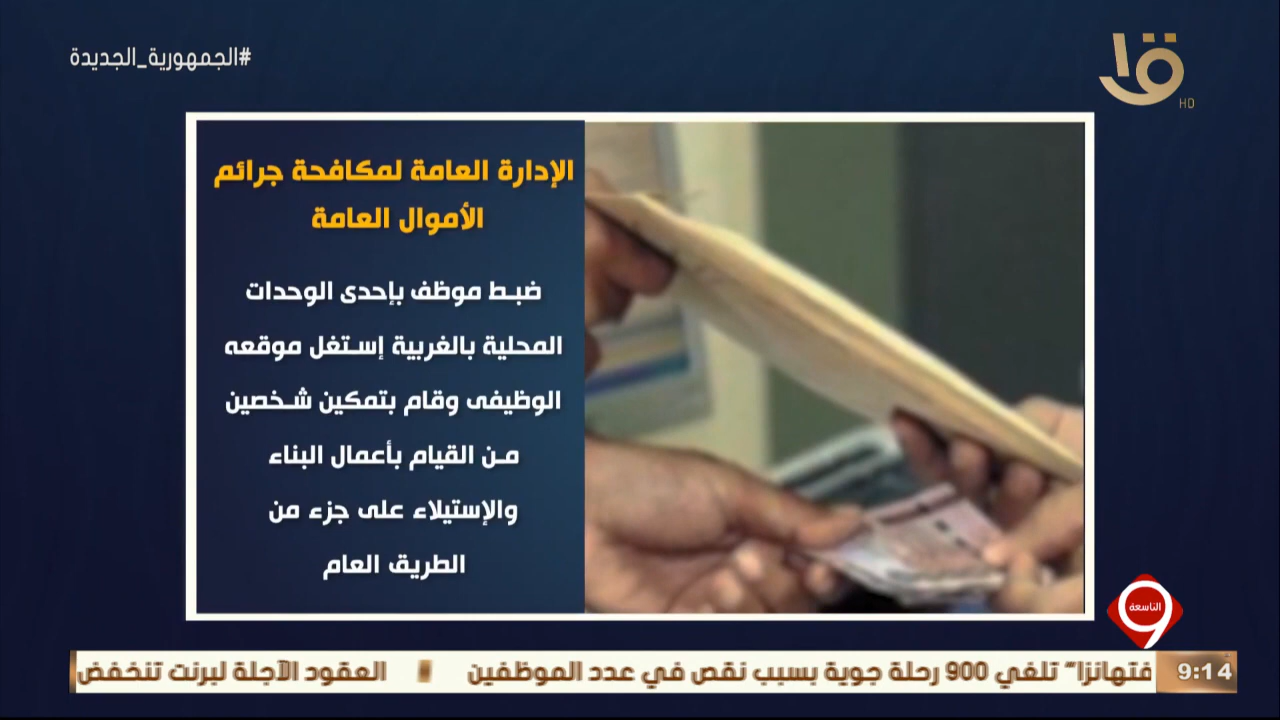 #الجمهورية_الجديدة
HD
الإدارة العامة لمكافحة جرائم
الأموال العامة
ضبط موظف بإحدى الوحدات
المحلية بالغربية إستغل موقعه
الوظيفى وقام بتمكين شخصين
من القيام بأعمال البناء
والإستيلاء على جزء من
الطريق العام
التاسعة
9
9:14
فتهانزا" تلغي 900 رحلة جوية بسبب نقص في عدد الموظفين
العقود الآجلة لبرنت تنخفض